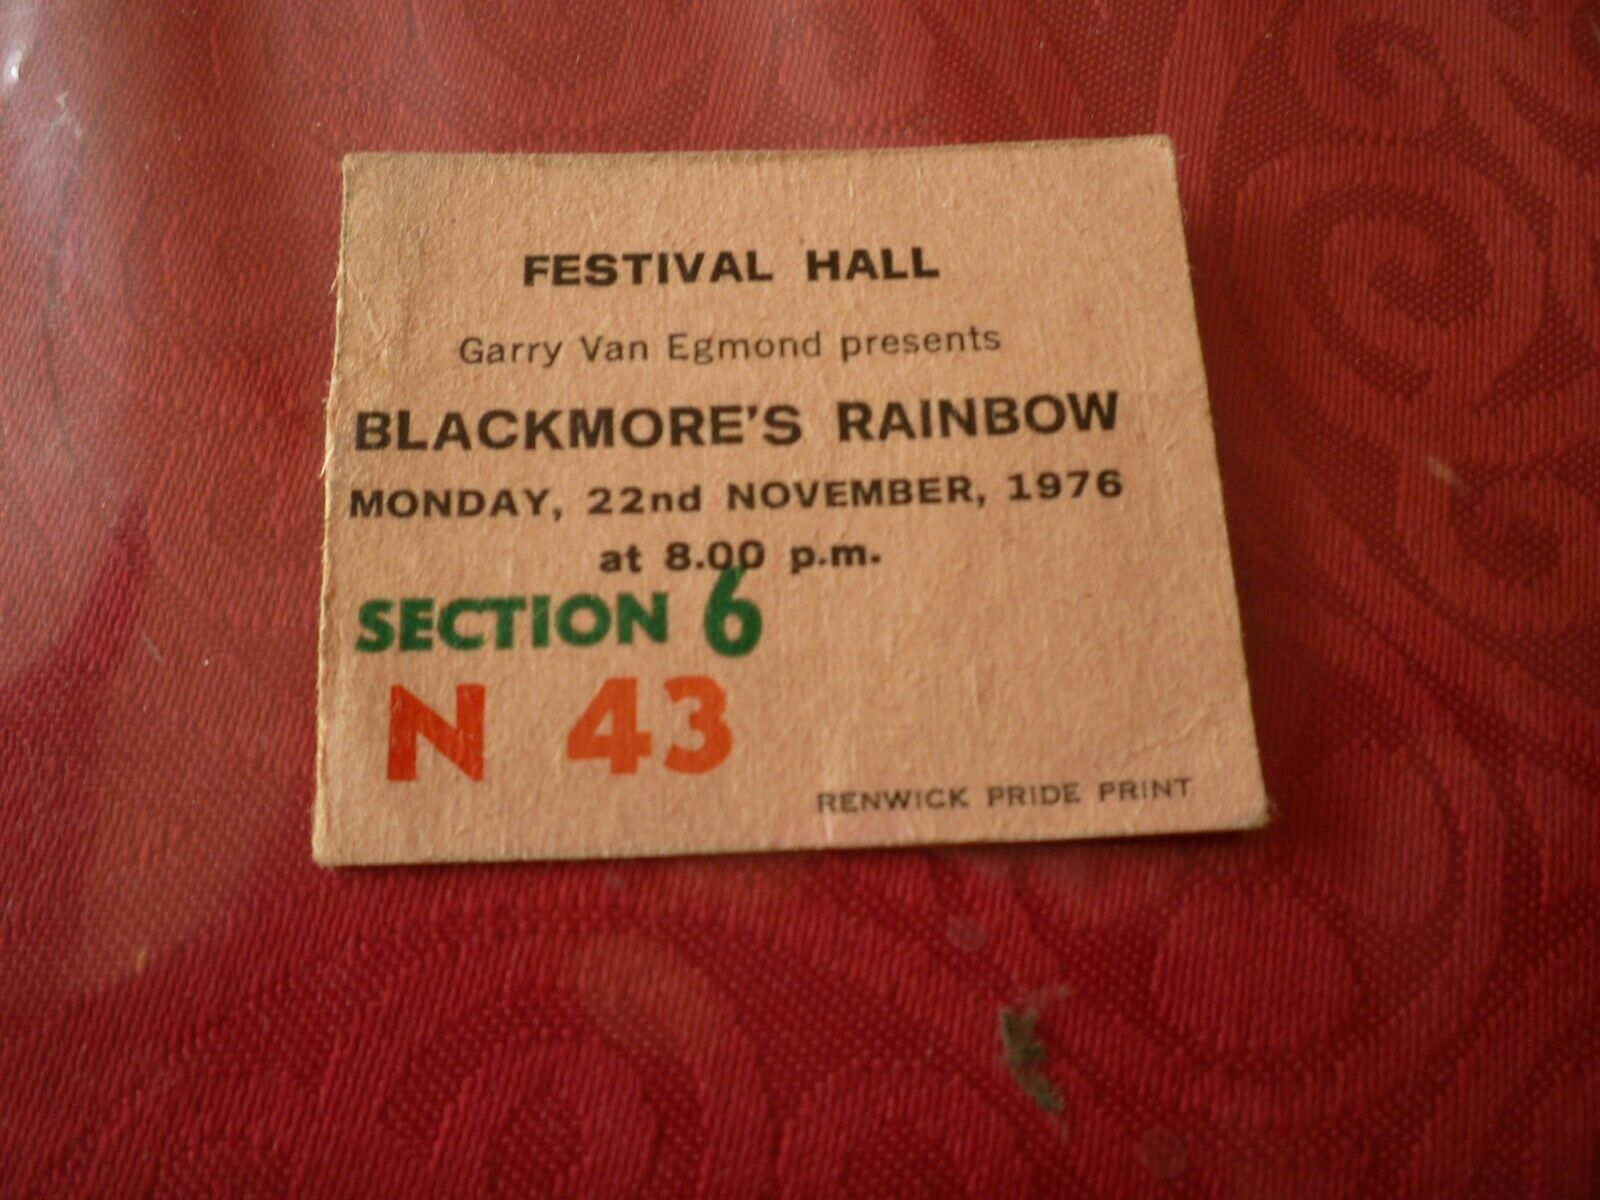 FESTIVAL HALL
Garry Van Egmond presents
BLACKMORE'S RAINBOW
MONDAY, 22nd NOVEMBER, 1976
at 8.00 p.m.
SECTION 6
N 43
RENWICK PRIDE PRINT